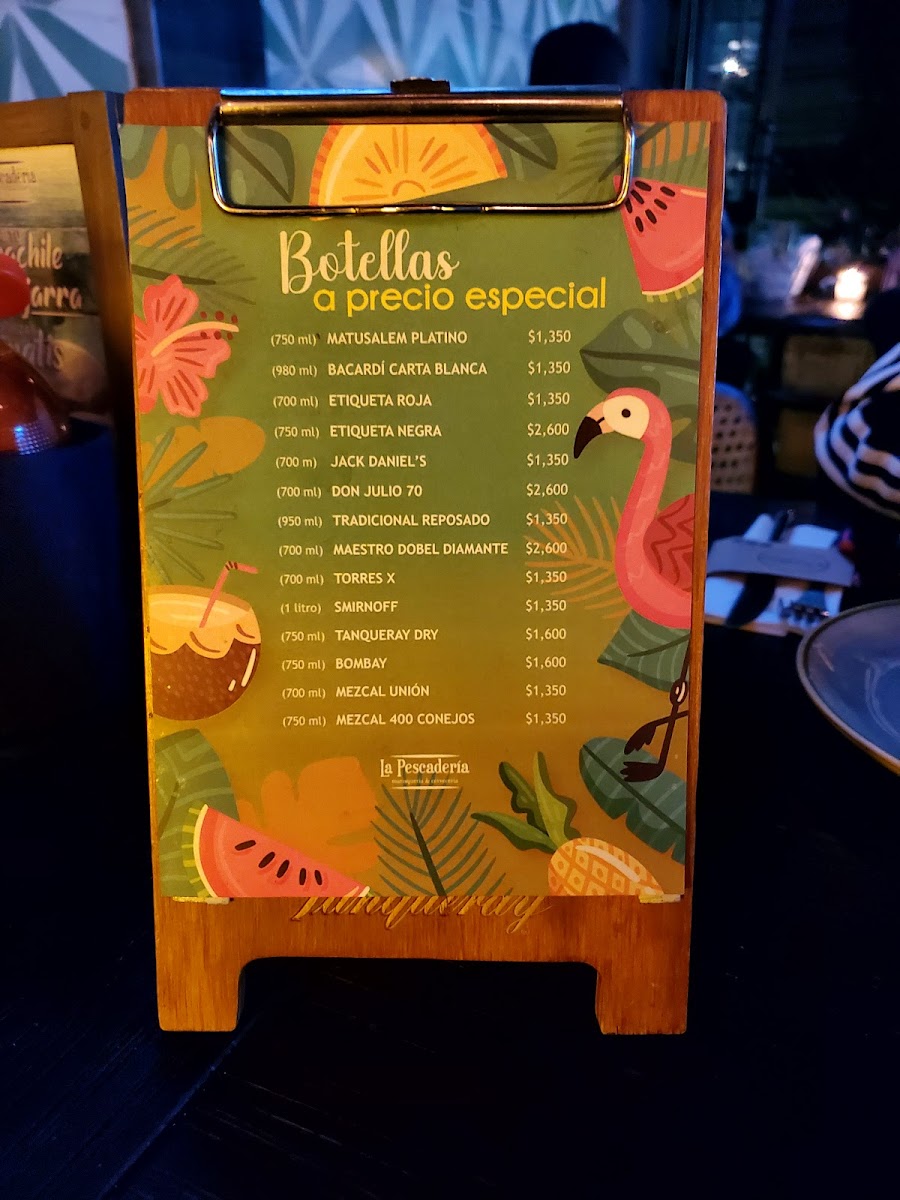 Botellas
a precio especial
(750 ml) MATUSALEM PLATINO $1,350
(980 ml) BACARDÍ CARTA BLANCA $1,350
(700 ml) ETIQUETA ROJA $1,350
(750 ml) ETIQUETA NEGRA $2,600
(700 m) JACK DANIEL'S $1,350
(700 ml) DON JULIO 70 $2,600
(950 ml) TRADICIONAL REPOSADO $1,350
(700 ml) MAESTRO DOBEL DIAMANTE $2,600
(700 ml) TORRES X $1,350
(1 litro) SMIRNOFF $1,350
(750 ml) TANQUERAY DRY $1,600
(750 ml) BOMBAY $1,600
(700 ml) MEZCAL UNIÓN $1,350
(750 ml) MEZCAL 400 CONEJOS $1,350
La Pescadería
Tanqueray